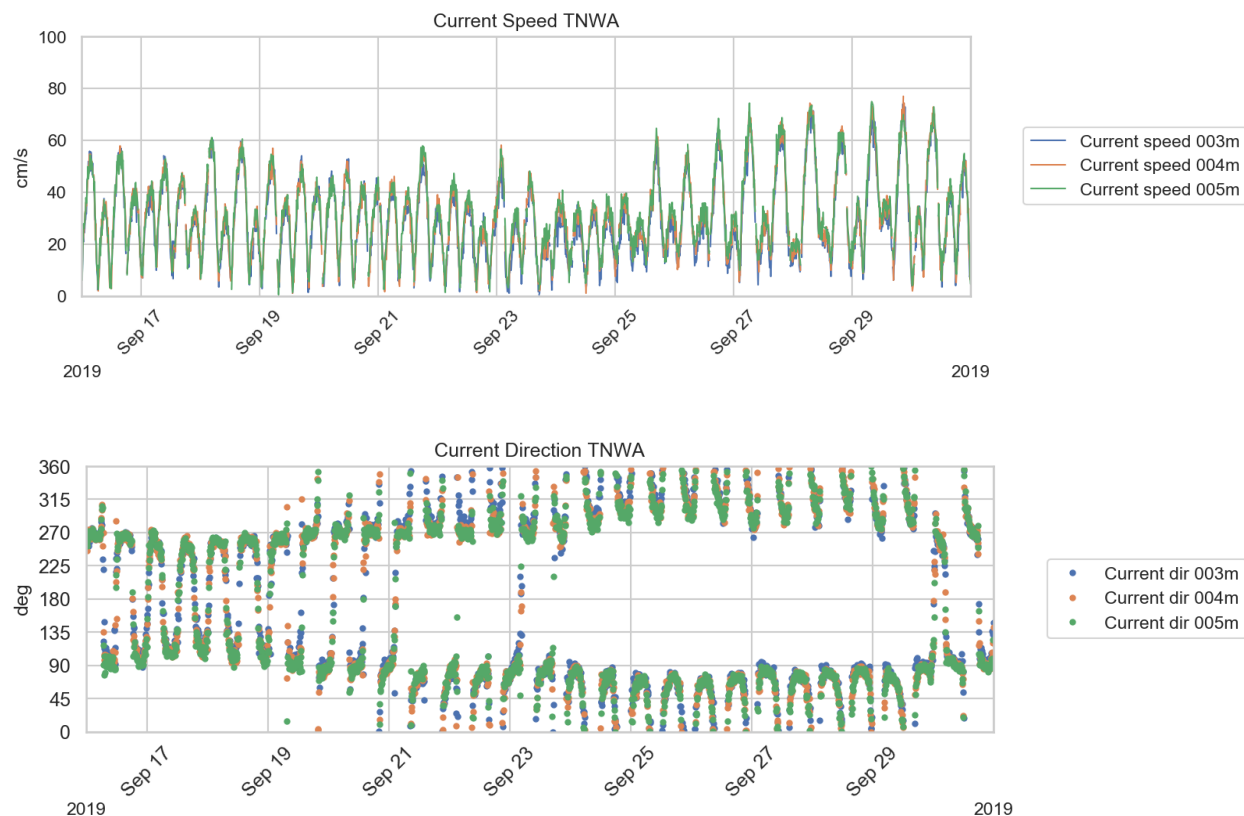 Current Speed TNWA
100
80
60
40
20
0
cm/s
Sep 17
Sep 19
Sep 21
Sep 23
Sep 25
Sep 27
Sep 29
2019
2019
Current speed 003m
Current speed 004m
Current speed 005m
Current Direction TNWA
360
315
270
225
180
135
90
45
0
deg
Sep 17
Sep 19
Sep 21
Sep 23
Sep 25
Sep 27
Sep 29
2019
2019
Current dir 003m
Current dir 004m
Current dir 005m